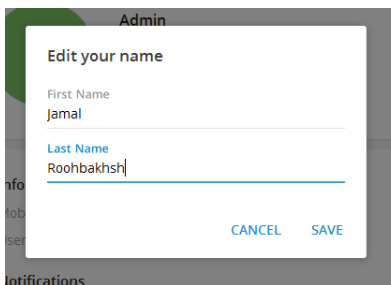 Admin
Edit your name
First Name
Jamal
Last Name
Roohbakhsh
CANCEL
SAVE
Notifications